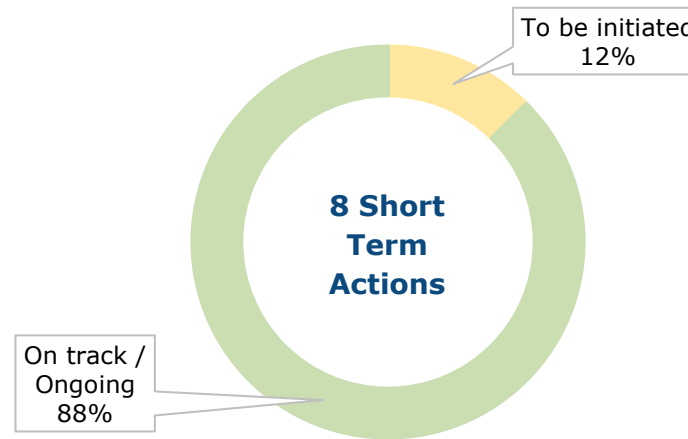 To be initiated
12%
8 Short
Term
Actions
On track /
Ongoing
88%